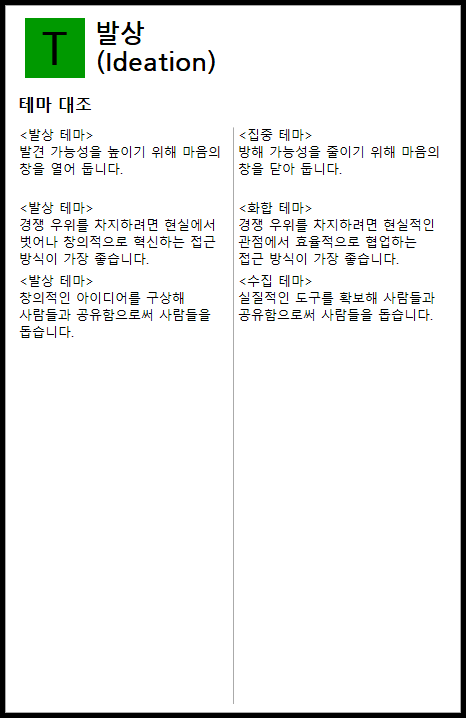 T
발상
(Ideation)
테마 대조
<발상 테마>
발견 가능성을 높이기 위해 마음의
창을 열어 둡니다.
<집중 테마>
방해 가능성을 줄이기 위해 마음의
창을 닫아 둡니다.
<발상 테마>
경쟁 우위를 차지하려면 현실에서
벗어나 창의적으로 혁신하는 접근
방식이 가장 좋습니다.
<화합 테마>
경쟁 우위를 차지하려면 현실적인
관점에서 효율적으로 협업하는
접근 방식이 가장 좋습니다.
<발상 테마>
창의적인 아이디어를 구상해
사람들과 공유함으로써 사람들을
돕습니다.
<수집 테마>
실질적인 도구를 확보해 사람들과
공유함으로써 사람들을 돕습니다.